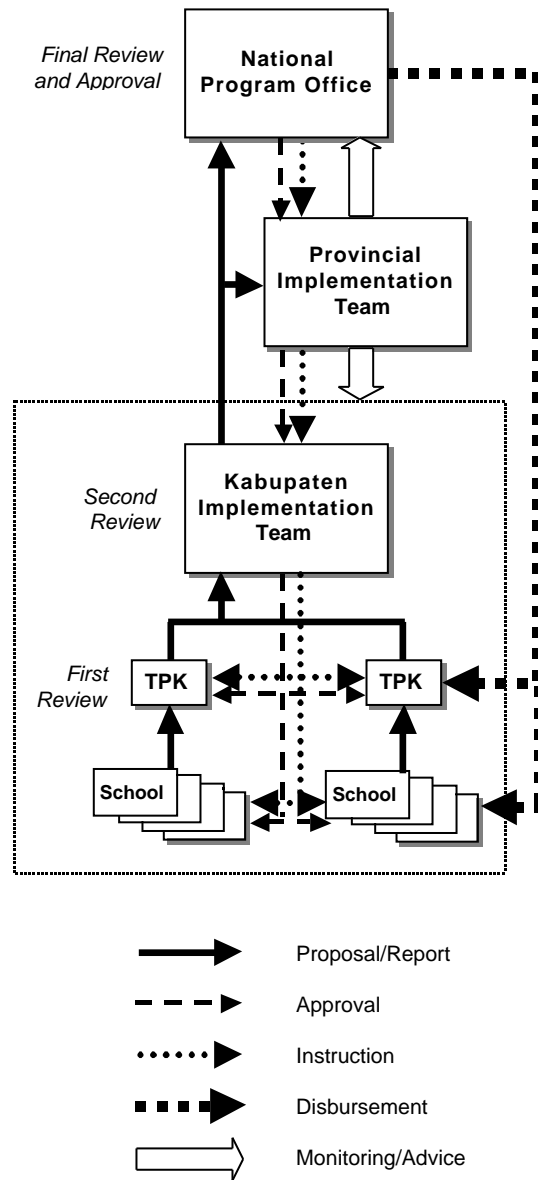 Final Review
and Approval
National
Program Office
Provincial
Implementation
Team
Second
Review
Kabupaten
Implementation
Team
First
Review
TPK
TPK
School
School
Proposal/Report
Approval
Instruction
Disbursement
Monitoring/Advice